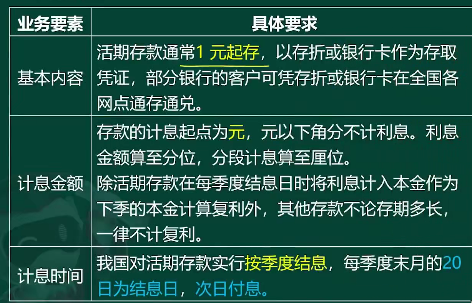 业务要素 具体要求
基本内容
活期存款通常1 元起存，以存折或银行卡作为存取
凭证，部分银行的客户可凭存折或银行卡在全国各
网点通存通兑。
计息金额
存款的计息起点为元，元以下角分不计利息。利息
金额算至分位，分段计息算至厘位。
除活期存款在每季度结息日时将利息计入本金作为
下季的本金计算复利外，其他存款不论存期多长，
一律不计复利。
计息时间
我国对活期存款实行按季度结息，每季度末月的20
日为结息日，次日付息。